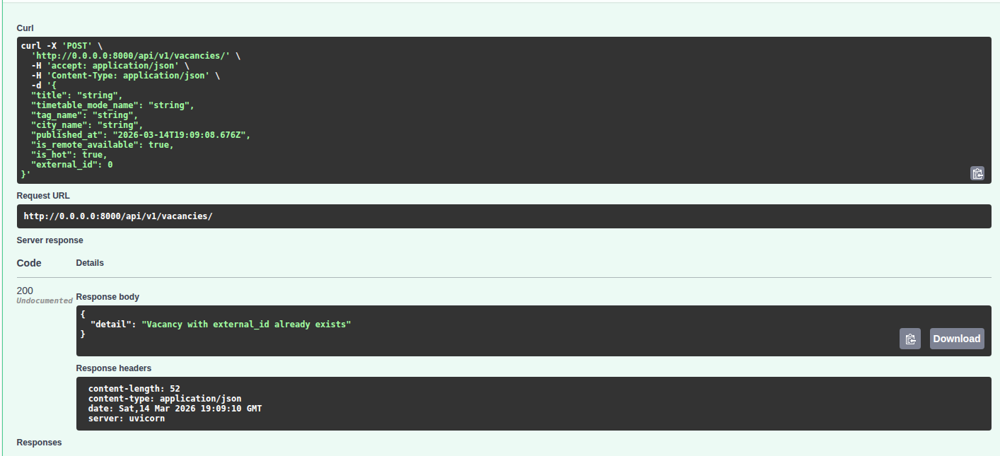 Curl
curl -X 'POST' \
  'http://0.0.0.0:8000/api/v1/vacancies/' \
  -H 'accept: application/json' \
  -H 'Content-Type: application/json' \
  -d '{
  "title": "string",
  "timetable_mode_name": "string",
  "tag_name": "string",
  "city_name": "string",
  "published_at": "2026-03-14T19:09:08.676Z",
  "is_remote_available": true,
  "is_hot": true,
  "external_id": 0
}'
Request URL
http://0.0.0.0:8000/api/v1/vacancies/
Server response
Code Details
200
Undocumented
Response body
{
  "detail": "Vacancy with external_id already exists"
}
Download
Response headers
content-length: 52
content-type: application/json
date: Sat,14 Mar 2026 19:09:10 GMT
server: uvicorn
Responses